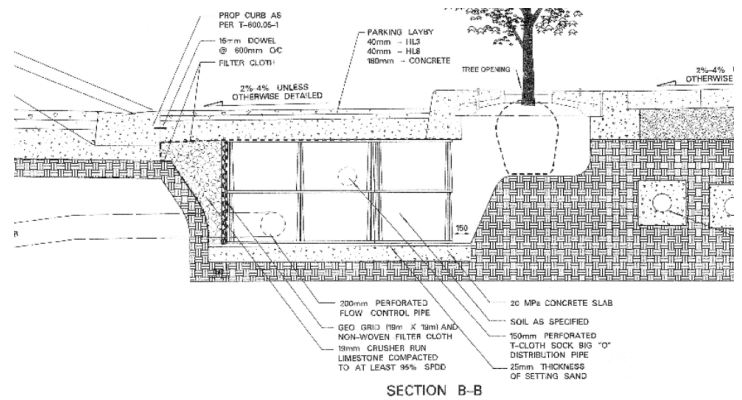 PROP CURB AS
PER T-600.05-1
15mm DOWEL
@ 600mm O/C
FILTER CLOTH
PARKING LAYBY
40mm - HL3
40mm - HL8
180mm - CONCRETE
TREE OPENING
2%-4% UNLESS
OTHERWISE DETAILED
2%-4%
OTHERWISE
150
200mm PERFORATED
FLOW CONTROL PIPE
GEO GRID (19m X 19m) AND
NON-WOVEN FILTER CLOTH
19mm CRUSHER RUN
LIMESTONE COMPACTED
TO AT LEAST 95% SPDD
20 MPa CONCRETE SLAB
SOIL AS SPECIFIED
150mm PERFORATED
T-CLOTH SOCK BIG "O"
DISTRIBUTION PIPE
25mm THICKNESS
OF SETTING SAND
SECTION B-B